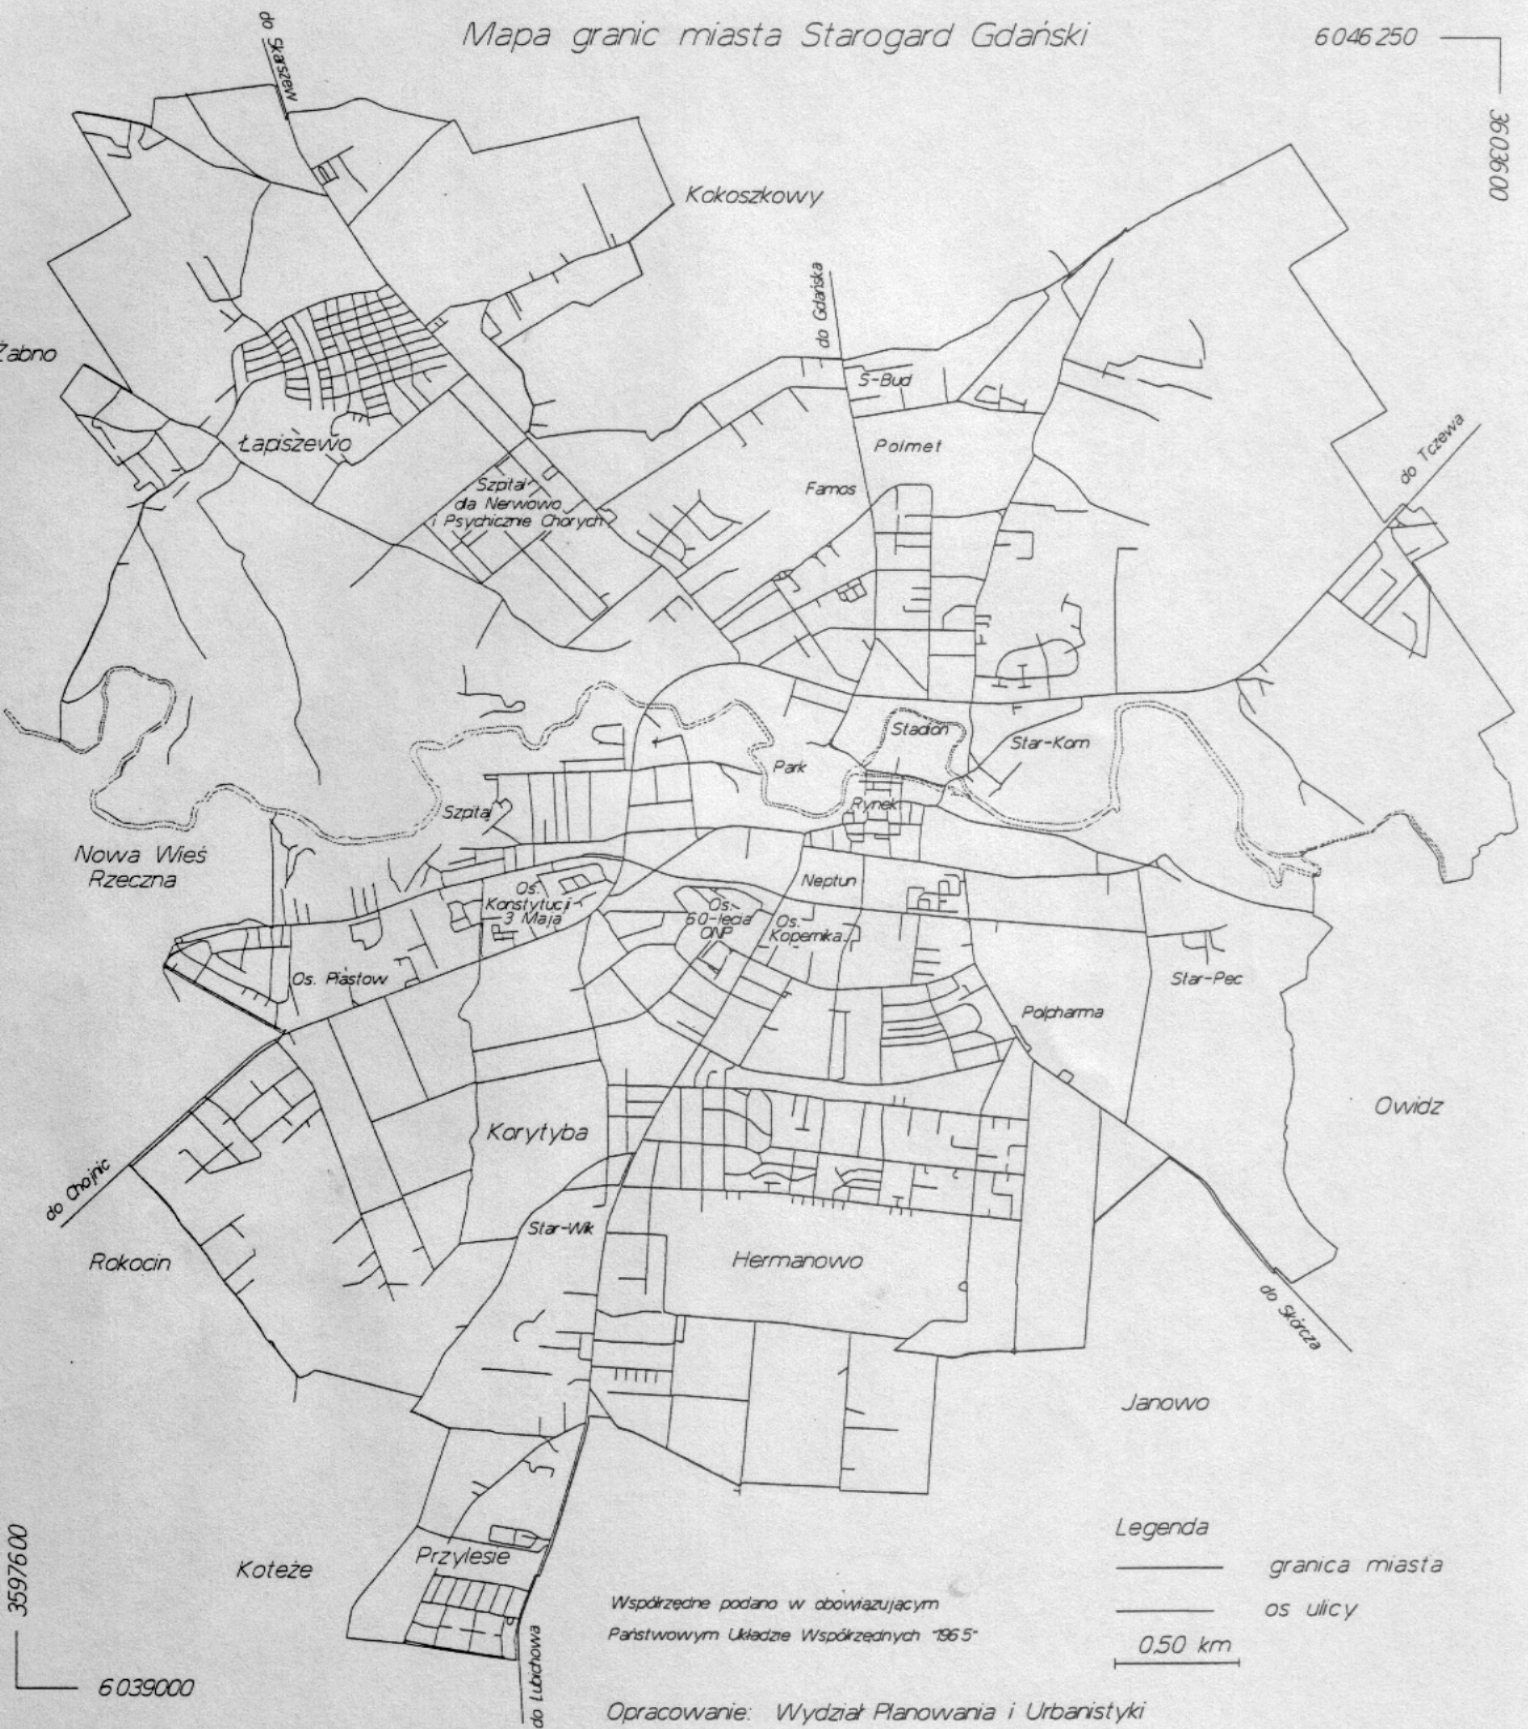 Mapa granic miasta Starogard Gdański
6046250
3603600
do Skarszew
Kokoszkowy
do Gdańska
Żabno
S-Bud
Łapiszewo
Polmet
do Tczewa
Szpital
dla Nerwowo
i Psychicznie Chorych
Famos
Stadion
Star-Kom
Park
Rynek
Szpital
Nowa Wieś
Rzeczna
Neptun
Os.
Konstytucji
3 Maja
Os.
60-lecia
ONP
Os.
Kopernika
Os. Piastow
Star-Pec
Polpharma
Owidz
Korytyba
do Chojnic
Star-Wik
Rokocin
Hermanowo
do Skórcza
Janowo
Legenda
granica miasta
os ulicy
0.50 km
Koteże
Przylesie
3597600
6039000
do Lubichowa
Współrzędne podano w obowiązującym
Państwowym Układzie Współrzędnych "1965"
Opracowanie: Wydział Planowania i Urbanistyki